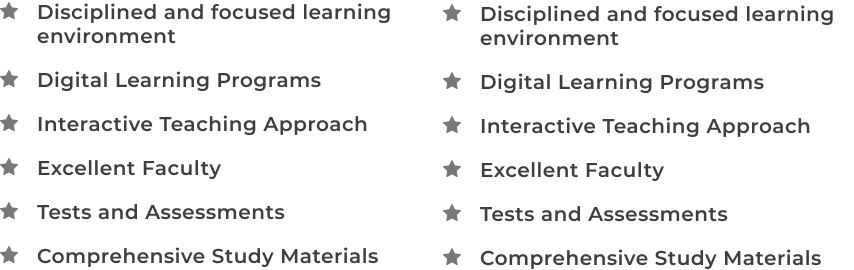 Disciplined and focused learning
environment
Digital Learning Programs
Interactive Teaching Approach
Excellent Faculty
Tests and Assessments
Comprehensive Study Materials
Disciplined and focused learning
environment
Digital Learning Programs
Interactive Teaching Approach
Excellent Faculty
Tests and Assessments
Comprehensive Study Materials